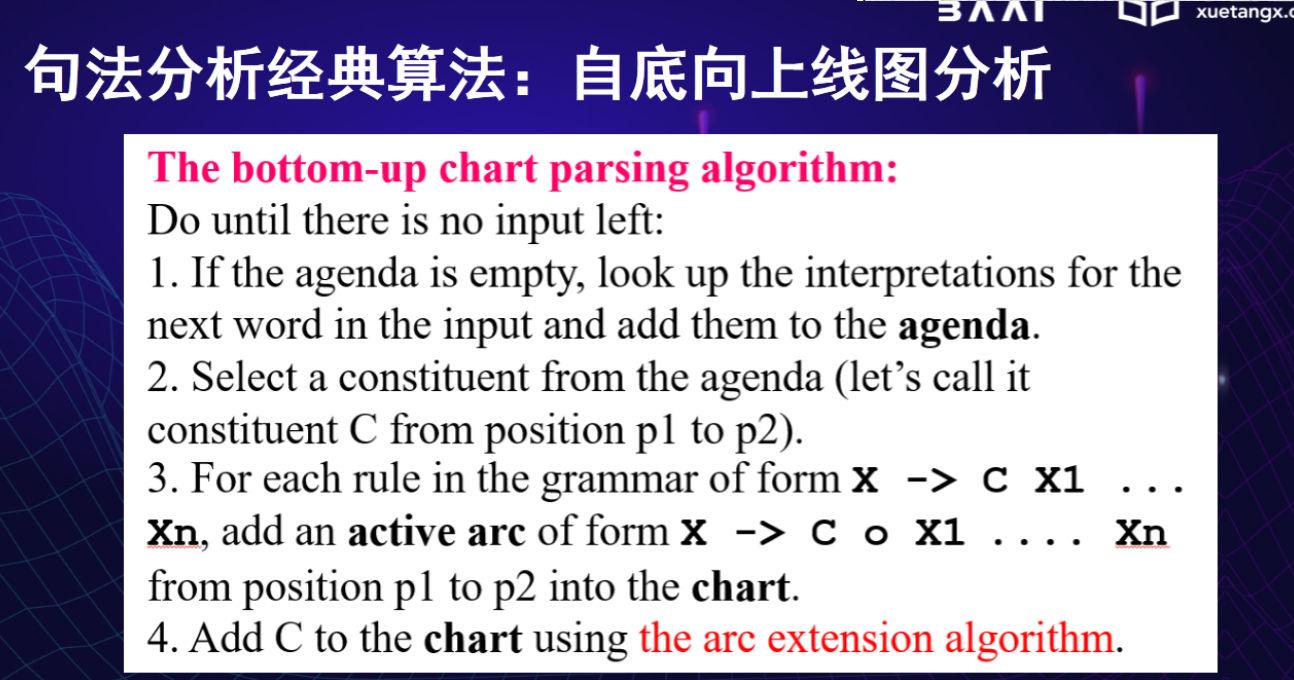 BAAI
xuetangx.c
句法分析经典算法：自底向上线图分析
The bottom-up chart parsing algorithm:
Do until there is no input left:
1. If the agenda is empty, look up the interpretations for the
next word in the input and add them to the agenda.
2. Select a constituent from the agenda (let’s call it
constituent C from position p1 to p2).
3. For each rule in the grammar of form X -> C X1 ...
Xn, add an active arc of form X -> C o X1 .... Xn
from position p1 to p2 into the chart.
4. Add C to the chart using the arc extension algorithm.